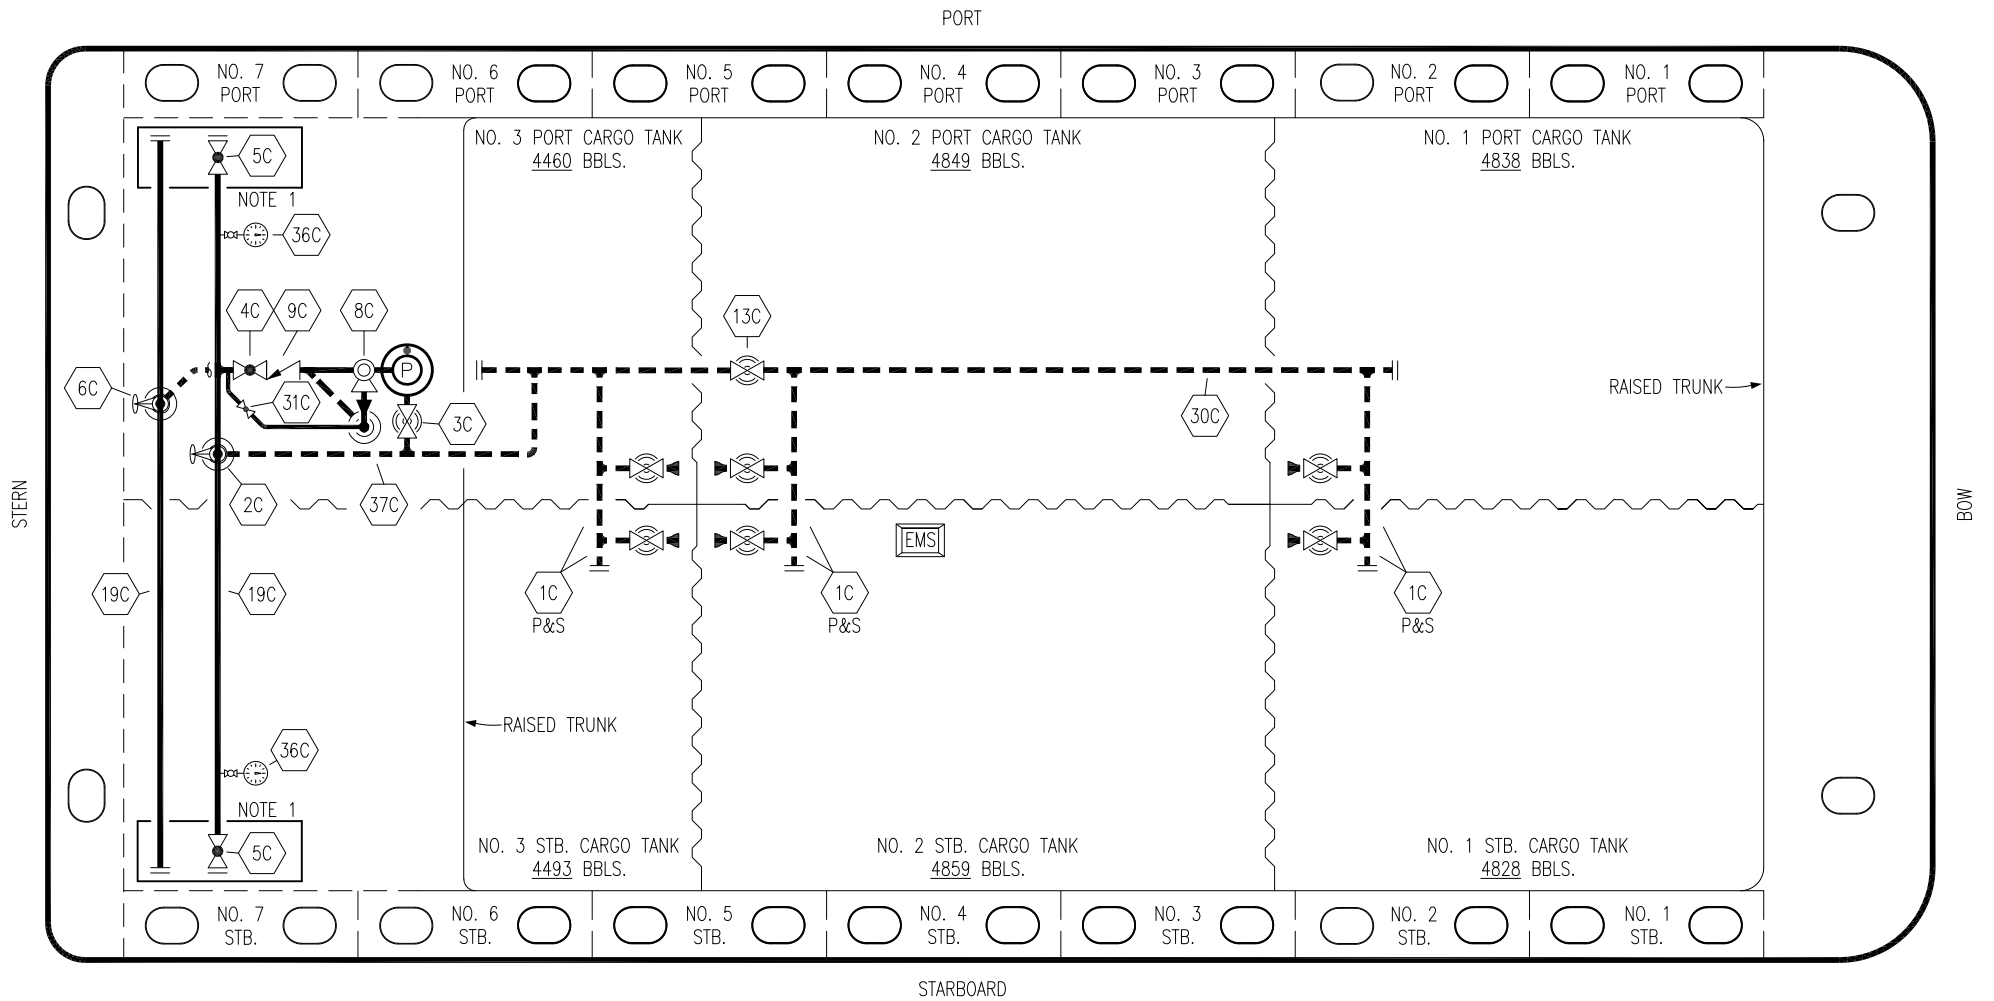 PORT
NO. 7
PORT
NO. 6
PORT
NO. 5
PORT
NO. 4
PORT
NO. 3
PORT
NO. 2
PORT
NO. 1
PORT
NO. 3 PORT CARGO TANK
4460 BBLS.
NO. 2 PORT CARGO TANK
4849 BBLS.
NO. 1 PORT CARGO TANK
4838 BBLS.
5C
NOTE 1
36C
4C
9C
8C
13C
P
6C
31C
3C
30C
RAISED TRUNK
STERN
2C
37C
BOW
EMS
19C
19C
1C
P&S
1C
P&S
1C
P&S
RAISED TRUNK
36C
NOTE 1
5C
NO. 3 STB. CARGO TANK
4493 BBLS.
NO. 2 STB. CARGO TANK
4859 BBLS.
NO. 1 STB. CARGO TANK
4828 BBLS.
NO. 7
STB.
NO. 6
STB.
NO. 5
STB.
NO. 4
STB.
NO. 3
STB.
NO. 2
STB.
NO. 1
STB.
STARBOARD